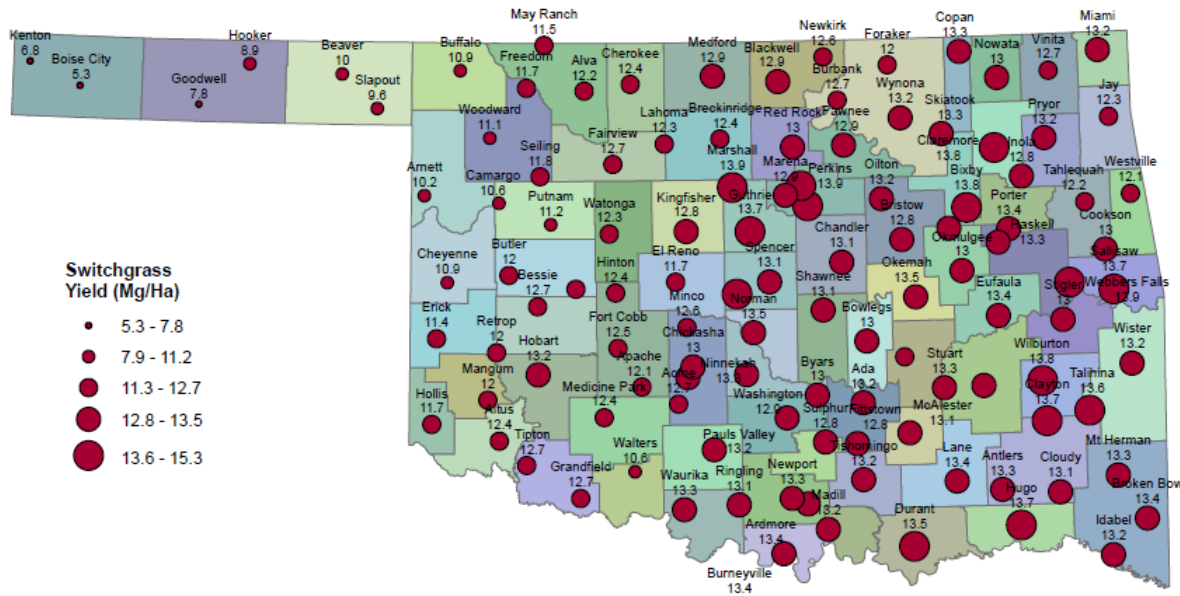 May Ranch
11.5
Kenton
6.8
Boise City
5.3
Hooker
8.9
Goodwell
7.8
Beaver
10
Slapout
9.6
Buffalo
10.9
Freedom
11.7
Alva
12.2
Cherokee
12.4
Medford
12.9
Blackwell
12.9
Newkirk
12.6
Burbank
12.7
Foraker
12
Copan
13.3
Nowata
13
Vinita
12.7
Miami
13.2
Wynona
13.2
Skiatook
13.3
Pryor
13.2
Jay
12.3
Woodward
11.1
Seiling
11.8
Fairview
12.7
Lahoma
12.3
Breckinridge
12.4
Red Rock
13
Pawnee
12.9
Claremore
13.8
Inola
12.8
Marshall
13.9
Marena
12.9
Perkins
13.9
Oilton
13.2
Bixby
13.8
Tahlequah
12.2
Westville
12.1
Arnett
10.2
Camargo
10.6
Putnam
11.2
Watonga
12.3
Kingfisher
12.8
Guthrie
13.7
Chandler
13.1
Bristow
12.8
Porter
13.4
Haskell
13.3
Cookson
13
Cheyenne
10.9
Butler
12
Bessie
12.7
Hinton
12.4
El Reno
11.7
Spencer
13.1
Shawnee
13.1
Okemah
13.5
Okmulgee
13
Sallisaw
13.7
Webbers Falls
13.9
Stigler
13
Eufaula
13.4
Switchgrass
Yield (Mg/Ha)
5.3 - 7.8
7.9 - 11.2
11.3 - 12.7
12.8 - 13.5
13.6 - 15.3
Erick
11.4
Retrop
12
Hobart
13.2
Fort Cobb
12.5
Minco
12.6
Norman
13.5
Bowlegs
13
Chickasha
13
Ninnekah
Apache
12.1
Acme
12.7
Byars
13
Ada
13.2
Stuart
13.3
Wilburton
13.8
Wister
13.2
Mangum
12
Medicine Park
12.4
Washington
12.9
Sulphur
12.8
Fittstown
12.8
McAlester
13.1
Clayton
13.7
Talihina
13.6
Hollis
11.7
Altus
12.4
Tipton
12.7
Walters
10.6
Pauls Valley
13.2
Tishomingo
13.2
Lane
13.4
Antlers
13.3
Cloudy
13.1
Mt Herman
13.3
Grandfield
12.7
Waurika
13.3
Ringling
13.1
Newport
13.3
Madill
13.2
Durant
13.5
Hugo
13.7
Broken Bow
13.4
Idabel
13.2
Ardmore
13.4
Burneyville
13.4